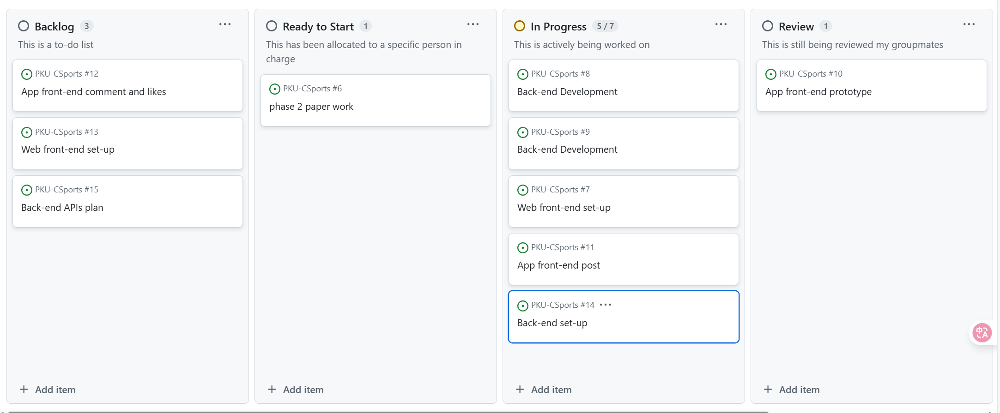 Backlog 3
This is a to-do list
PKU-CSports #12
App front-end comment and likes
PKU-CSports #13
Web front-end set-up
PKU-CSports #15
Back-end APIs plan
Add item
Ready to Start 1
This has been allocated to a specific person in
charge
PKU-CSports #6
phase 2 paper work
Add item
In Progress 5 / 7
This is actively being worked on
PKU-CSports #8
Back-end Development
PKU-CSports #9
Back-end Development
PKU-CSports #7
Web front-end set-up
PKU-CSports #11
App front-end post
PKU-CSports #14
Back-end set-up
Add item
Review 1
This is still being reviewed my groupmates
PKU-CSports #10
App front-end prototype
Add item
中A